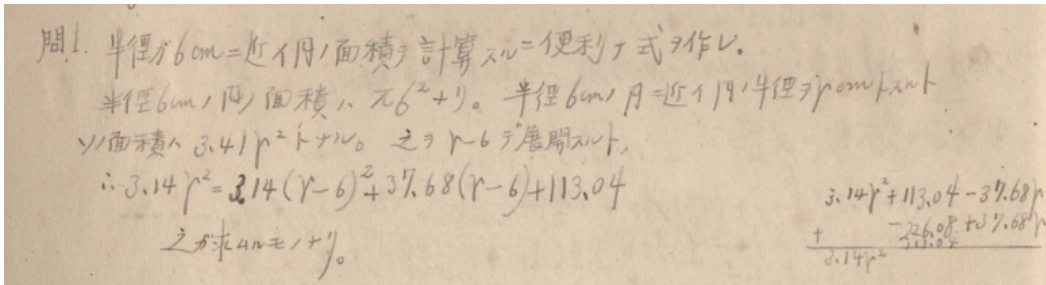 問1. 半徑ガ6cmニ近イ円ノ面積ヲ計算スルニ便利ナ式ヲ作レ.
半徑6cmノ円ノ面積ハ π6²ナリ。 半徑6cmノ円ニ近イ円ノ半徑ヲrcmトスルト
ソノ面積ハ 3.41r²トナル。 之ヲ r-6デ展開スルト,
∴ 3.14r²=3.14(r-6)²+37.68(r-6)+113.04
之ガ求ムルモノナリ。
3.14r²+113.04-37.68r
+ -226.08+37.68r
3.14r²